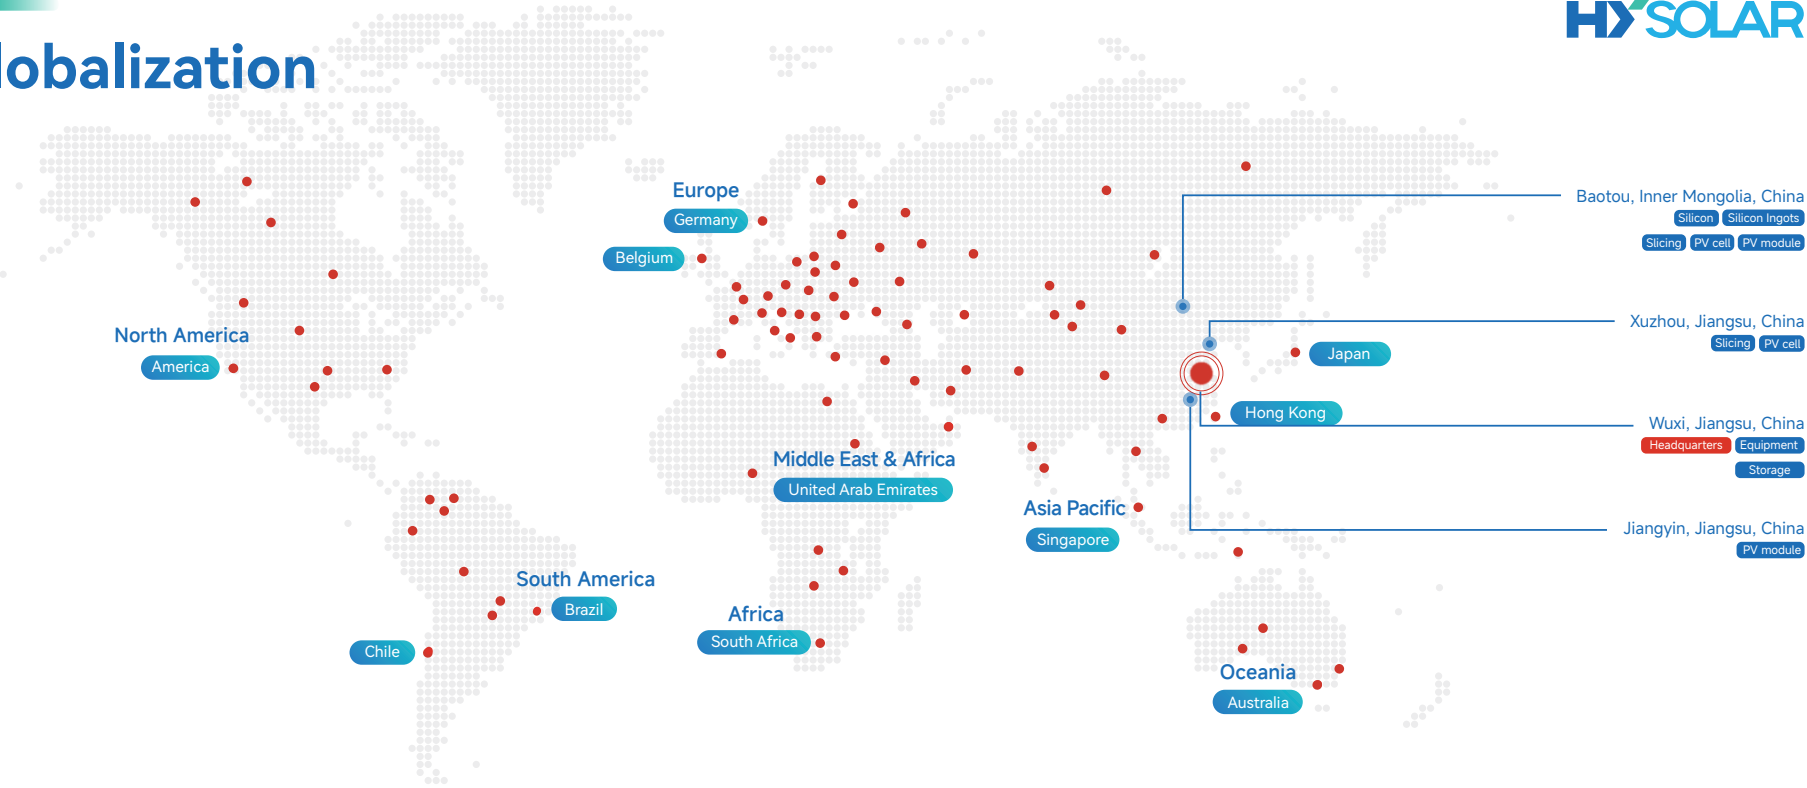 HY SOLAR
lobalization
Europe
Germany
Belgium
North America
America
Middle East & Africa
United Arab Emirates
Asia Pacific
Singapore
South America
Brazil
Chile
Africa
South Africa
Oceania
Australia
Japan
Hong Kong
Baotou, Inner Mongolia, China
Silicon Silicon Ingots
Slicing PV cell PV module
Xuzhou, Jiangsu, China
Slicing PV cell
Wuxi, Jiangsu, China
Headquarters Equipment
Storage
Jiangyin, Jiangsu, China
PV module